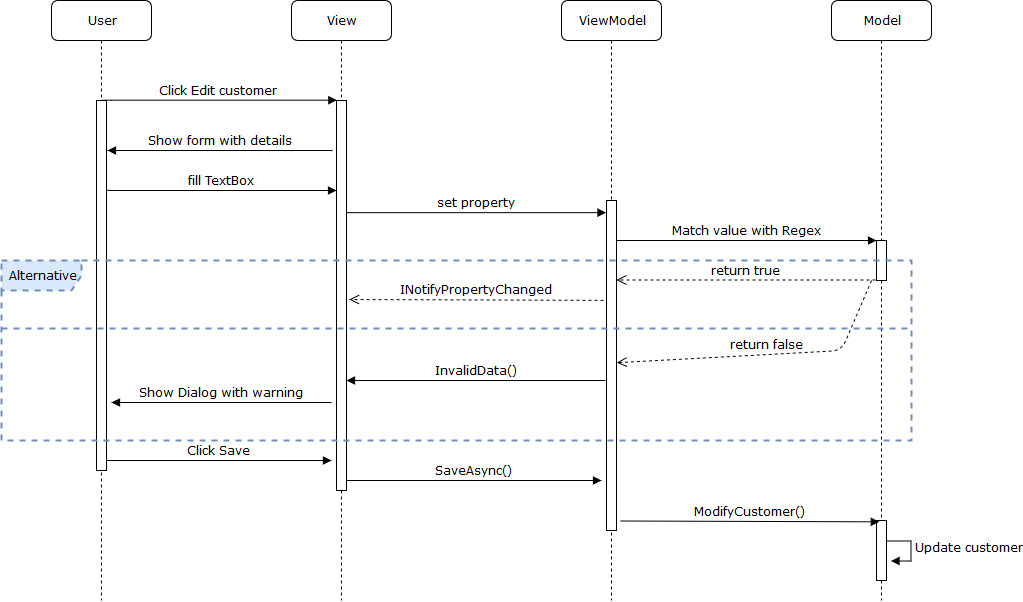 User
View
ViewModel
Model
Click Edit customer
Show form with details
fill TextBox
set property
Match value with Regex
Alternative
return true
INotifyPropertyChanged
return false
InvalidData()
Show Dialog with warning
Click Save
SaveAsync()
ModifyCustomer()
Update customer